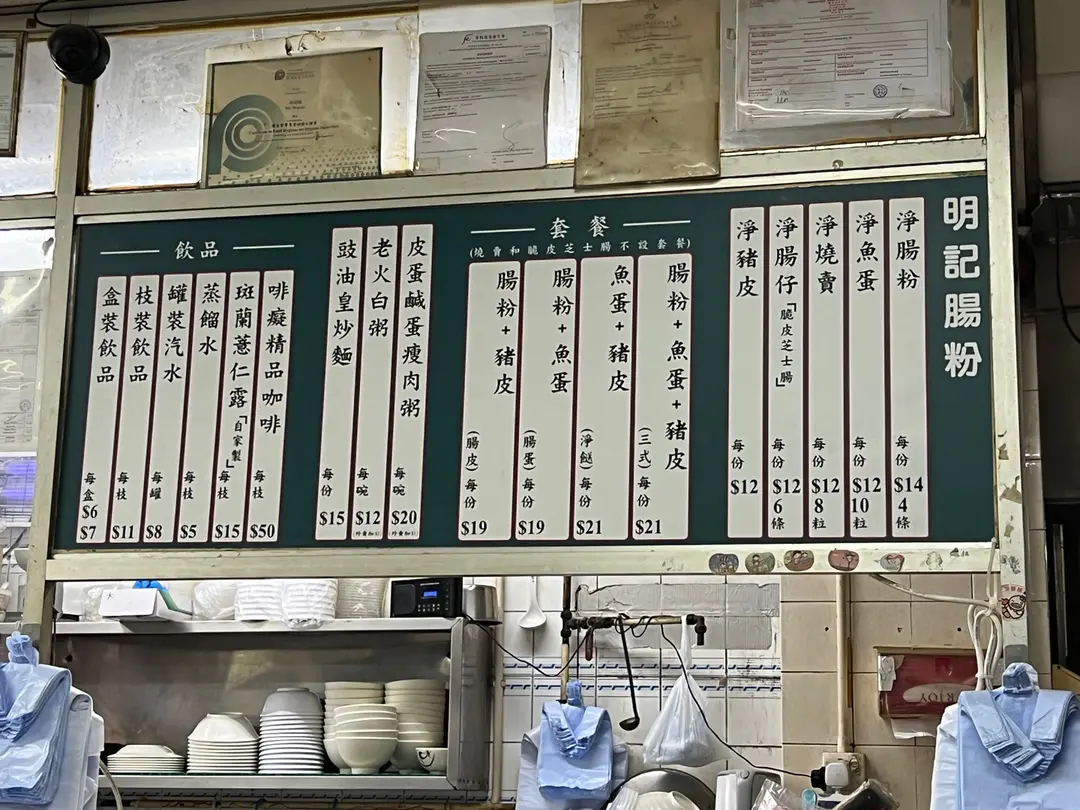 明記腸粉
淨腸粉 每份 $14 4條
淨魚蛋 每份 $12 10粒
淨燒賣 每份 $12 8粒
淨腸仔「脆皮芝士腸」 每份 $12 6條
淨豬皮 每份 $12
套餐
(燒賣和脆皮芝士腸不設套餐)
腸粉+魚蛋+豬皮 (三式) 每份 $21
魚蛋+豬皮 (淨餸) 每份 $21
腸粉+魚蛋 (腸蛋) 每份 $19
腸粉+豬皮 (腸皮) 每份 $19
皮蛋鹹蛋瘦肉粥 每碗 $20 (外賣加$1)
老火白粥 每碗 $12 (外賣加$1)
豉油皇炒麵 每份 $15
飲品
啡癡精品咖啡 每枝 $50
斑蘭薏仁露「自家製」 每枝 $15
蒸餾水 每枝 $5
罐裝汽水 每罐 $8
枝裝飲品 每枝 $11
盒裝飲品 每盒 $6 $7